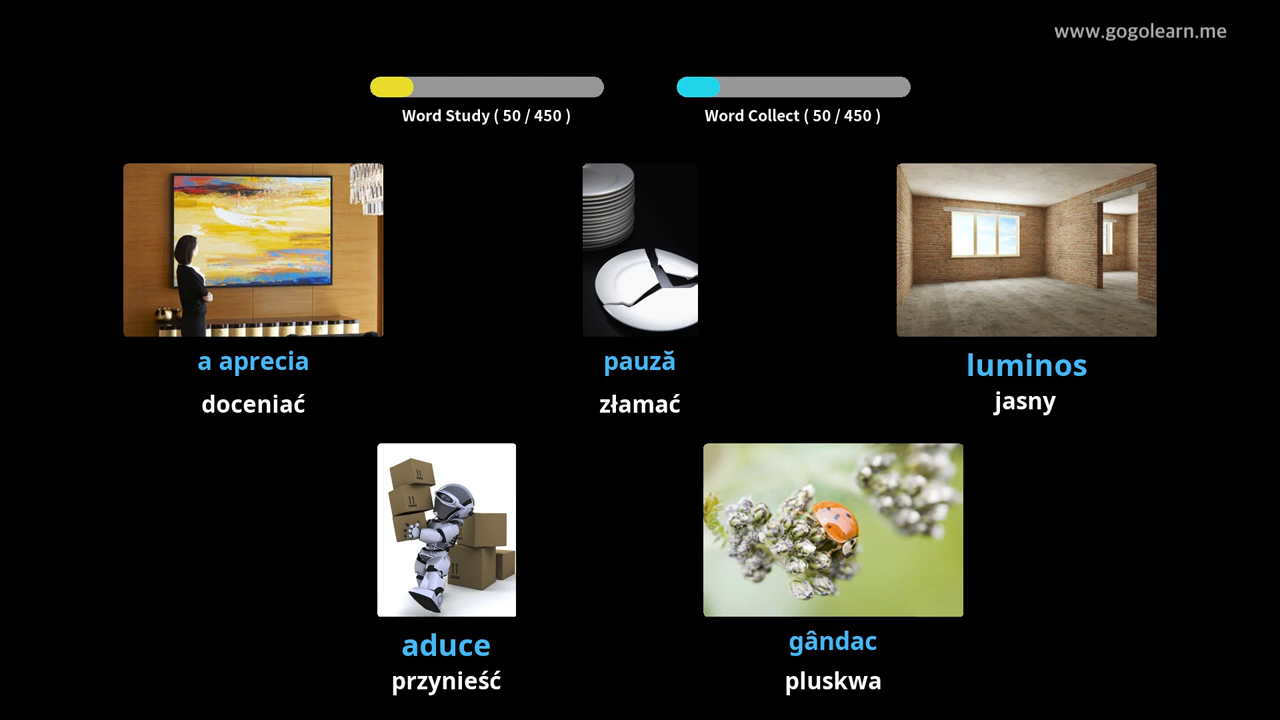 www.gogolearn.me
Word Study ( 50 / 450 )
Word Collect ( 50 / 450 )
a aprecia
doceniać
pauză
złamać
luminos
jasny
aduce
przynieść
gândac
pluskwa